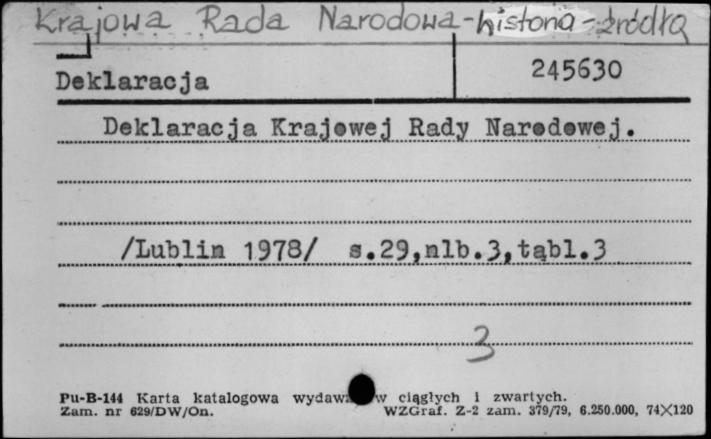 Krajowa Rada Narodowa - historia - źródła
Deklaracja
245630
Deklaracja Krajowej Rady Narodowej.
/Lublin 1978/ s.29,nlb.3,tąbl.3
3
Pu-B-144 Karta katalogowa wydaw w ciągłych i zwartych.
Zam. nr 629/DW/On. WZGraf. Z-2 zam. 379/79, 6.250.000, 74X120